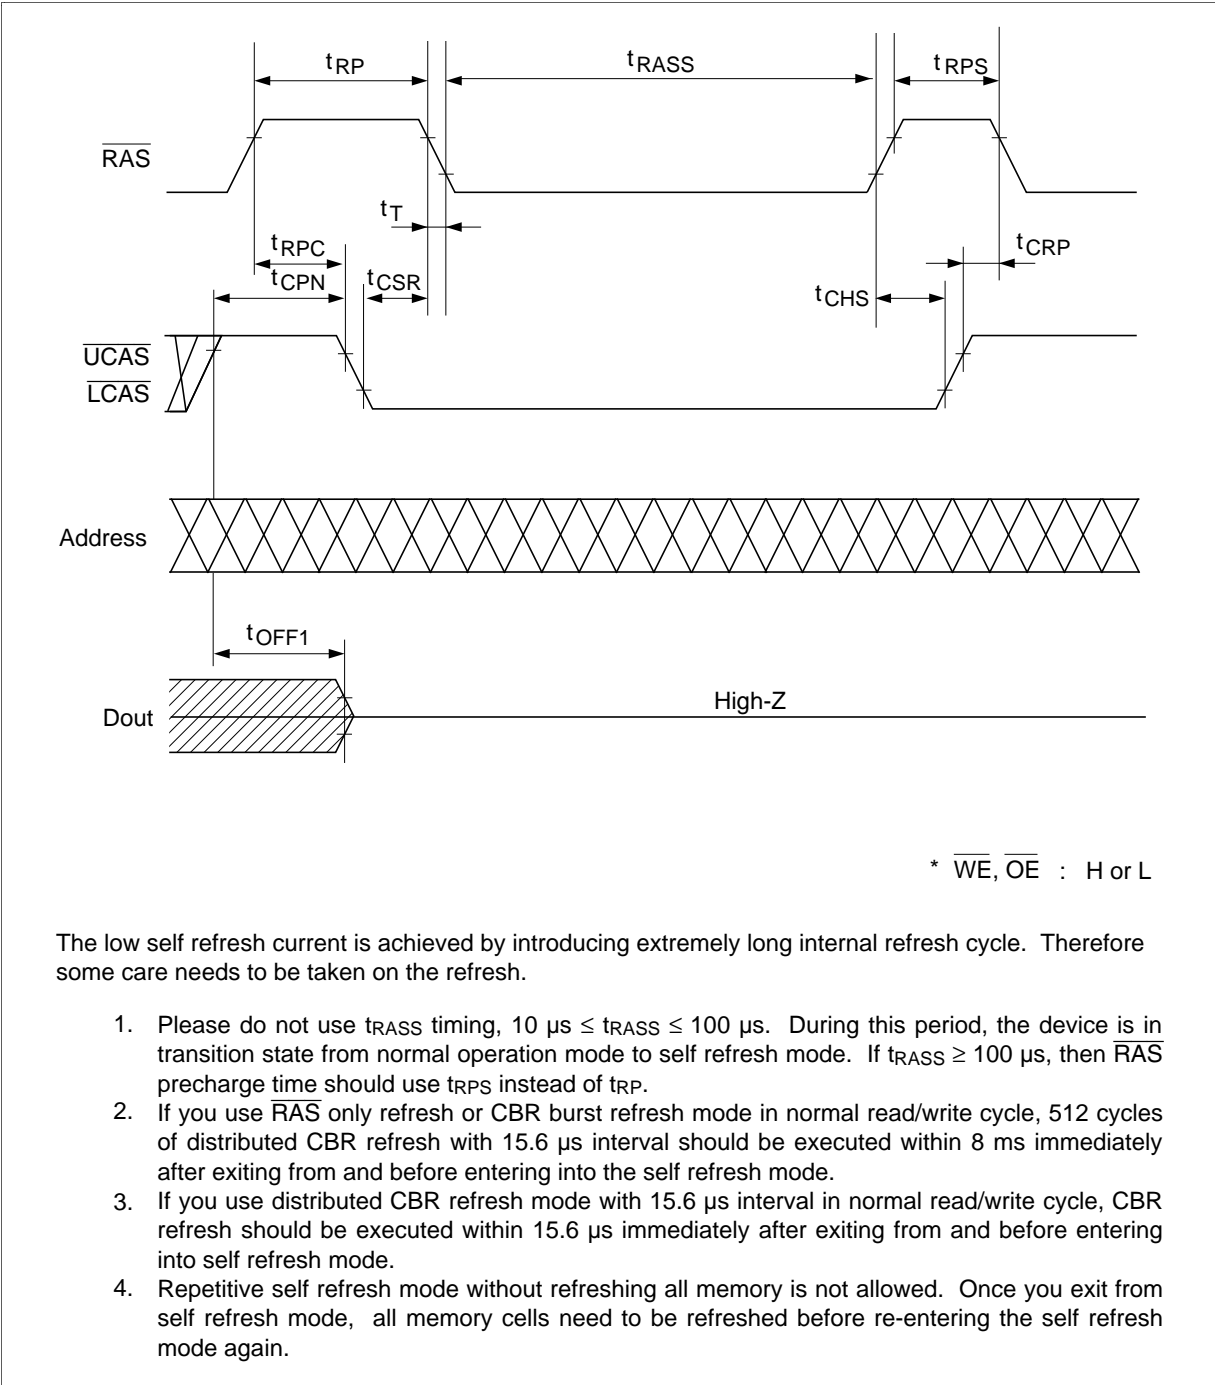 tRP
tRASS
tRPS
RAS
tT
tRPC
tCRP
tCPN
tCSR
tCHS
UCAS
LCAS
Address
tOFF1
High-Z
Dout
* WE, OE : H or L
The low self refresh current is achieved by introducing extremely long internal refresh cycle. Therefore
some care needs to be taken on the refresh.
1. Please do not use tRASS timing, 10 µs ≤ tRASS ≤ 100 µs. During this period, the device is in
transition state from normal operation mode to self refresh mode. If tRASS ≥ 100 µs, then RAS
precharge time should use tRPS instead of tRP.
2. If you use RAS only refresh or CBR burst refresh mode in normal read/write cycle, 512 cycles
of distributed CBR refresh with 15.6 µs interval should be executed within 8 ms immediately
after exiting from and before entering into the self refresh mode.
3. If you use distributed CBR refresh mode with 15.6 µs interval in normal read/write cycle, CBR
refresh should be executed within 15.6 µs immediately after exiting from and before entering
into self refresh mode.
4. Repetitive self refresh mode without refreshing all memory is not allowed. Once you exit from
self refresh mode, all memory cells need to be refreshed before re-entering the self refresh
mode again.